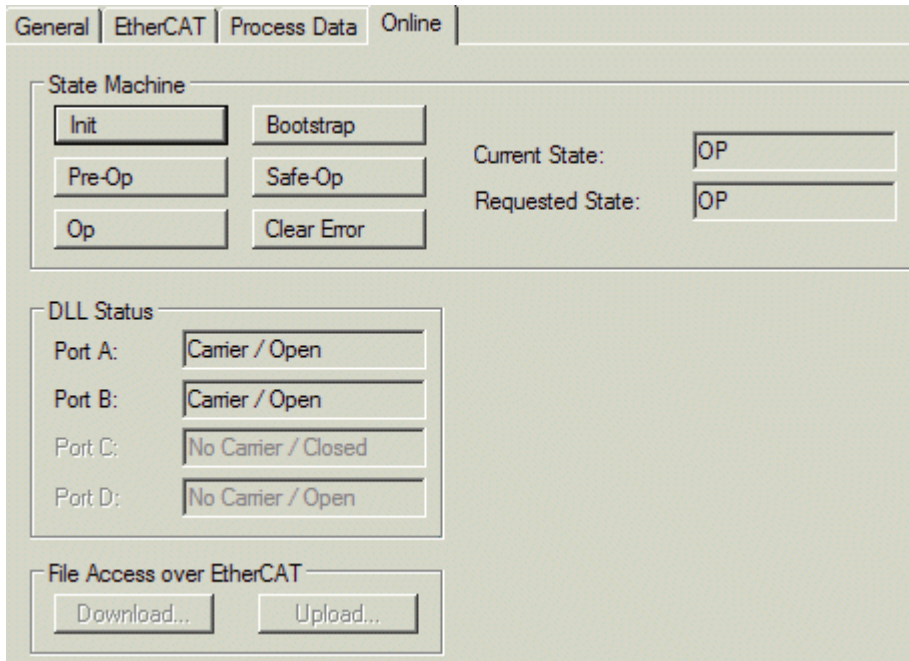 General EtherCAT Process Data Online
State Machine
Init Bootstrap
Current State: OP
Pre-Op Safe-Op
Requested State: OP
Op Clear Error
DLL Status
Port A: Carrier / Open
Port B: Carrier / Open
Port C: No Carrier / Closed
Port D: No Carrier / Open
File Access over EtherCAT
Download... Upload...